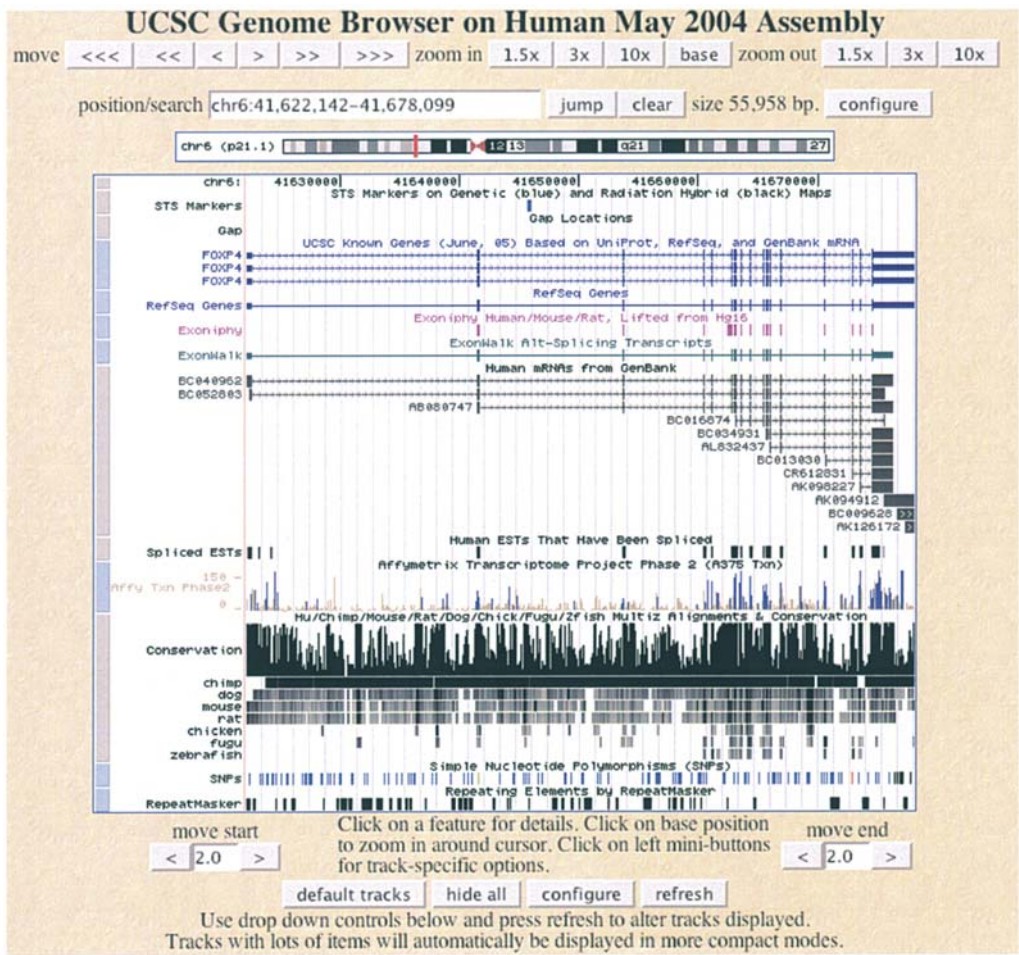 UCSC Genome Browser on Human May 2004 Assembly
move <<< << < > >> >>> zoom in 1.5x 3x 10x base zoom out 1.5x 3x 10x
position/search chr6:41,622,142-41,678,099 jump clear size 55,958 bp. configure
chr6 (p21.1) 12 13 q21 27
chr6: 41630000 41640000 41650000 41660000 41670000
STS Markers on Genetic (blue) and Radiation Hybrid (black) Maps
STS Markers
Gap Locations
Gap
UCSC Known Genes (June, 05) Based on UniProt, RefSeq, and GenBank mRNA
FOXP4
FOXP4
FOXP4
RefSeq Genes
RefSeq Genes
Exoniphy Human/Mouse/Rat, Lifted from Hg16
Exoniphy
ExonWalk Alt-Splicing Transcripts
ExonWalk
Human mRNAs from GenBank
BC040962
BC052803
AB080747
BC016874
BC034931
AL832437
BC013030
CR612831
AK098227
AK094912
BC009628 >>
AK126172 >
Human ESTs That Have Been Spliced
Spliced ESTs
Affymetrix Transcriptome Project Phase 2 (A375 Txn)
150 -
Affy Txn Phase2
0 -
Hu/Chimp/Mouse/Rat/Dog/Chick/Fugu/Zfish Multiz Alignments & Conservation
Conservation
chimp
dog
mouse
rat
chicken
fugu
zebrafish
Simple Nucleotide Polymorphisms (SNPs)
SNPs
Repeating Elements by RepeatMasker
RepeatMasker
move start
< 2.0 >
Click on a feature for details. Click on base position
to zoom in around cursor. Click on left mini-buttons
for track-specific options.
move end
< 2.0 >
default tracks hide all configure refresh
Use drop down controls below and press refresh to alter tracks displayed.
Tracks with lots of items will automatically be displayed in more compact modes.